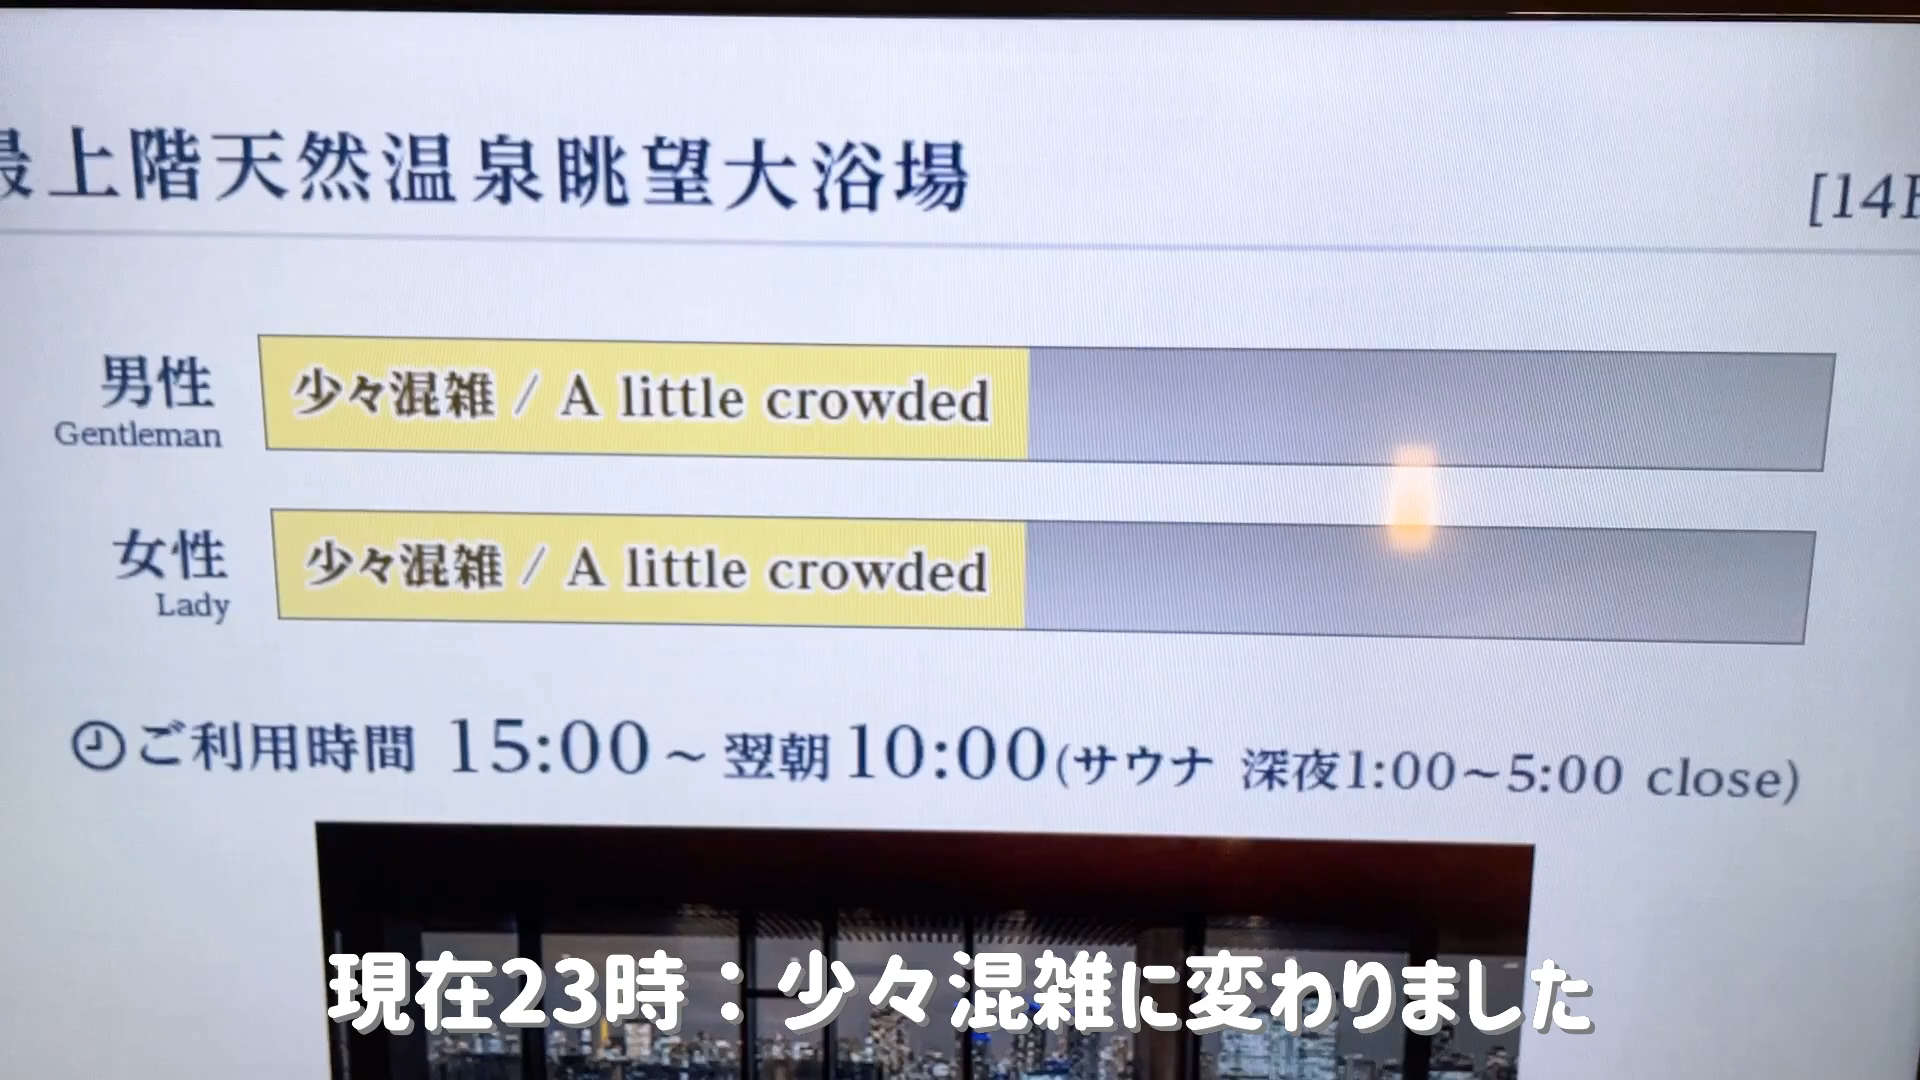 最上階天然温泉眺望大浴場
[14F
男性
Gentleman
少々混雑 / A little crowded
女性
Lady
少々混雑 / A little crowded
ご利用時間 15:00~翌朝10:00(サウナ 深夜1:00~5:00 close)
現在23時：少々混雑に変わりました